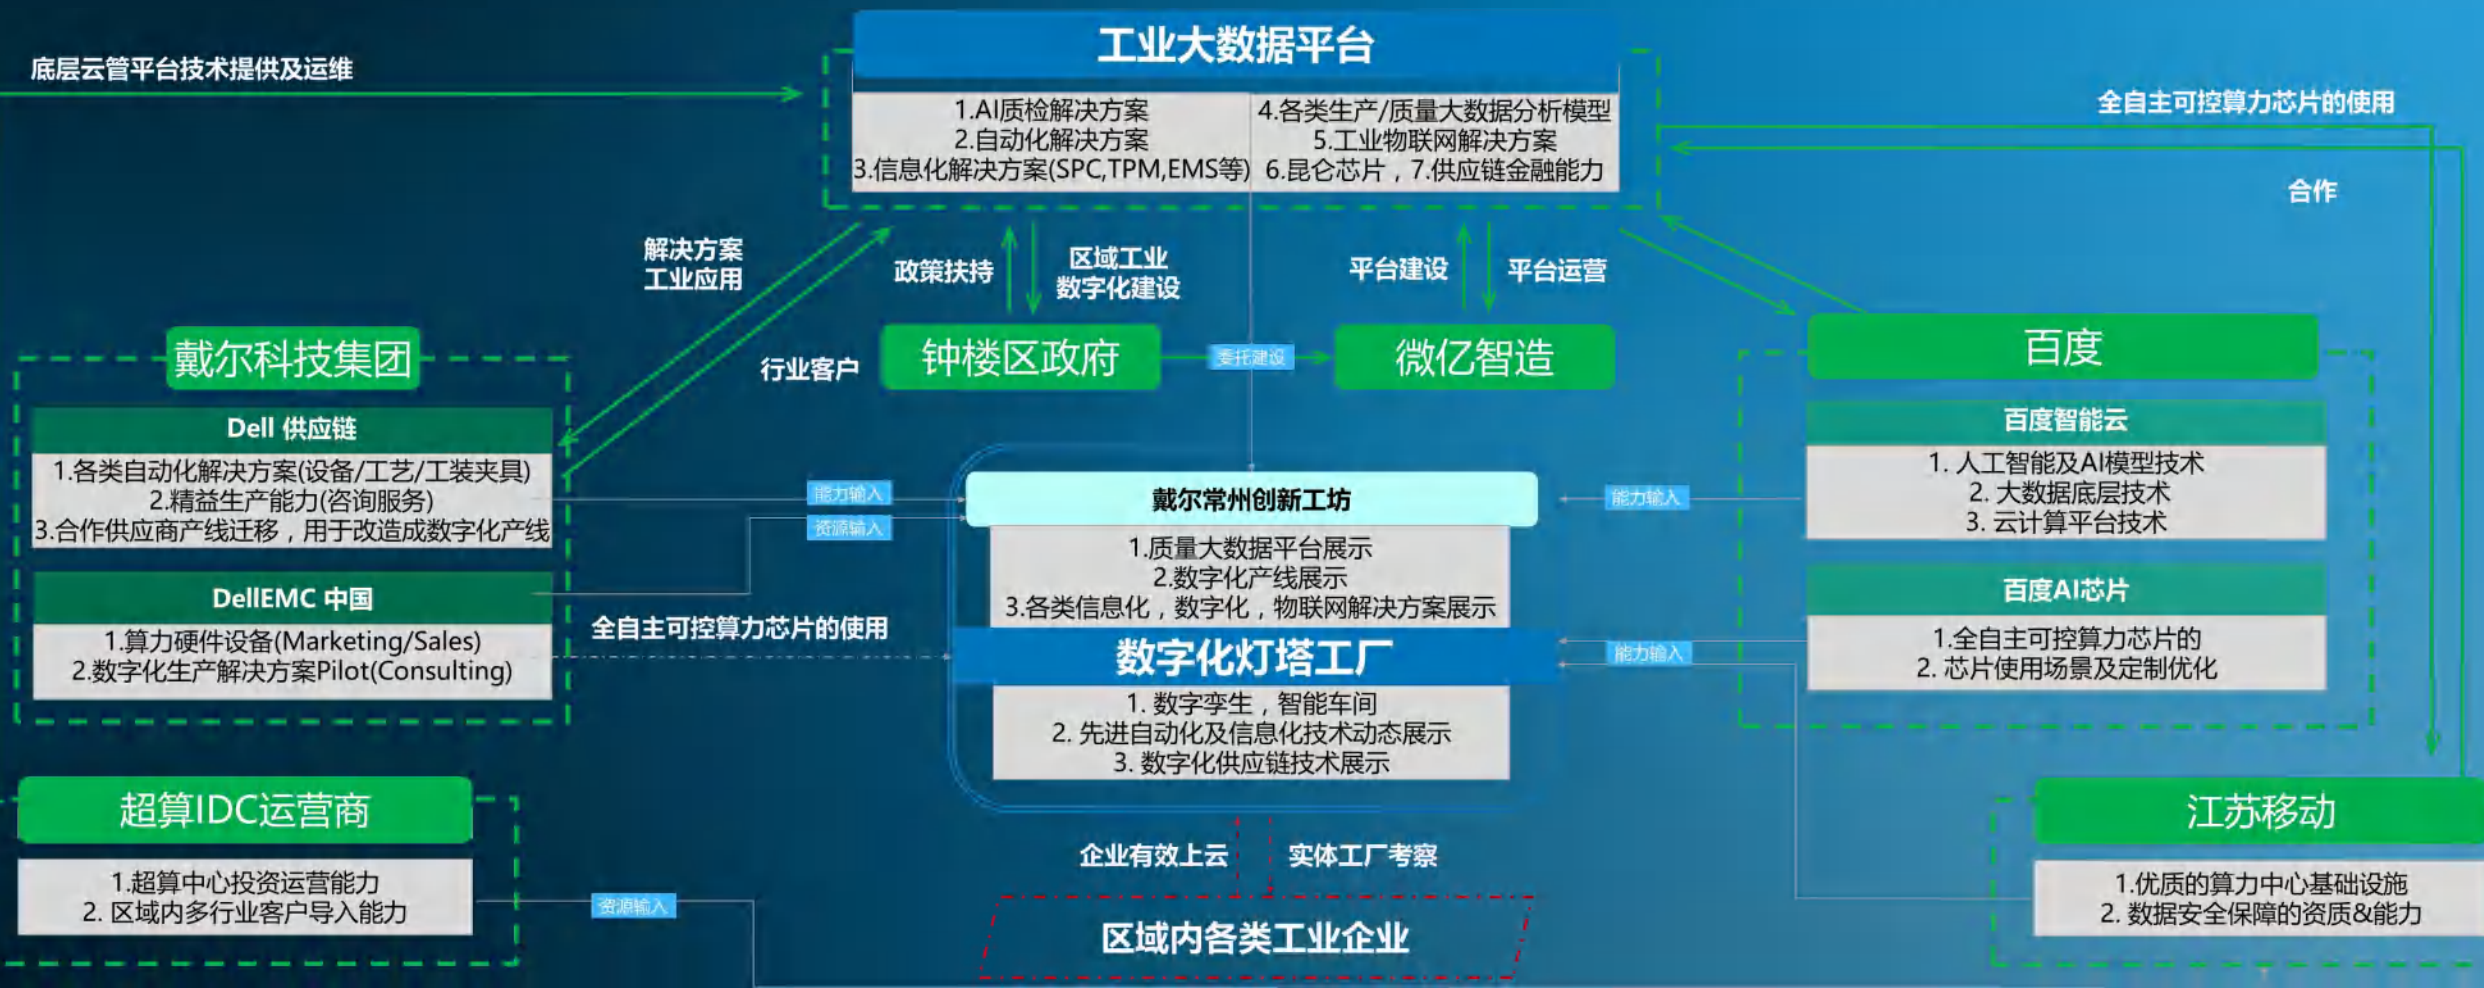 工业大数据平台
底层云管平台技术提供及运维
1.AI质检解决方案
2.自动化解决方案
3.信息化解决方案(SPC,TPM,EMS等)
4.各类生产/质量大数据分析模型
5.工业物联网解决方案
6.昆仑芯片，7.供应链金融能力
全自主可控算力芯片的使用
合作
解决方案
工业应用
政策扶持
区域工业
数字化建设
平台建设
平台运营
行业客户
钟楼区政府
委托建设
微亿智造
戴尔科技集团
Dell 供应链
1.各类自动化解决方案(设备/工艺/工装夹具)
2.精益生产能力(咨询服务)
3.合作供应商产线迁移，用于改造成数字化产线
DellEMC 中国
1.算力硬件设备(Marketing/Sales)
2.数字化生产解决方案Pilot(Consulting)
能力输入
资源输入
全自主可控算力芯片的使用
戴尔常州创新工坊
1.质量大数据平台展示
2.数字化产线展示
3.各类信息化，数字化，物联网解决方案展示
数字化灯塔工厂
1. 数字孪生，智能车间
2. 先进自动化及信息化技术动态展示
3. 数字化供应链技术展示
能力输入
能力输入
百度
百度智能云
1. 人工智能及AI模型技术
2. 大数据底层技术
3. 云计算平台技术
百度AI芯片
1.全自主可控算力芯片的
2. 芯片使用场景及定制优化
超算IDC运营商
1.超算中心投资运营能力
2. 区域内多行业客户导入能力
资源输入
企业有效上云
实体工厂考察
区域内各类工业企业
江苏移动
1.优质的算力中心基础设施
2. 数据安全保障的资质&能力